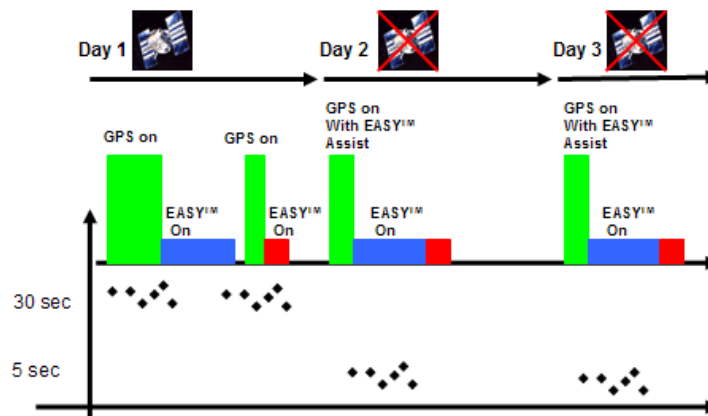 Day 1
Day 2
Day 3
GPS on
GPS on
GPS on
With EASY™
Assist
GPS on
With EASY™
Assist
EASY™
On
EASY™
On
EASY™
On
EASY™
On
30 sec
5 sec